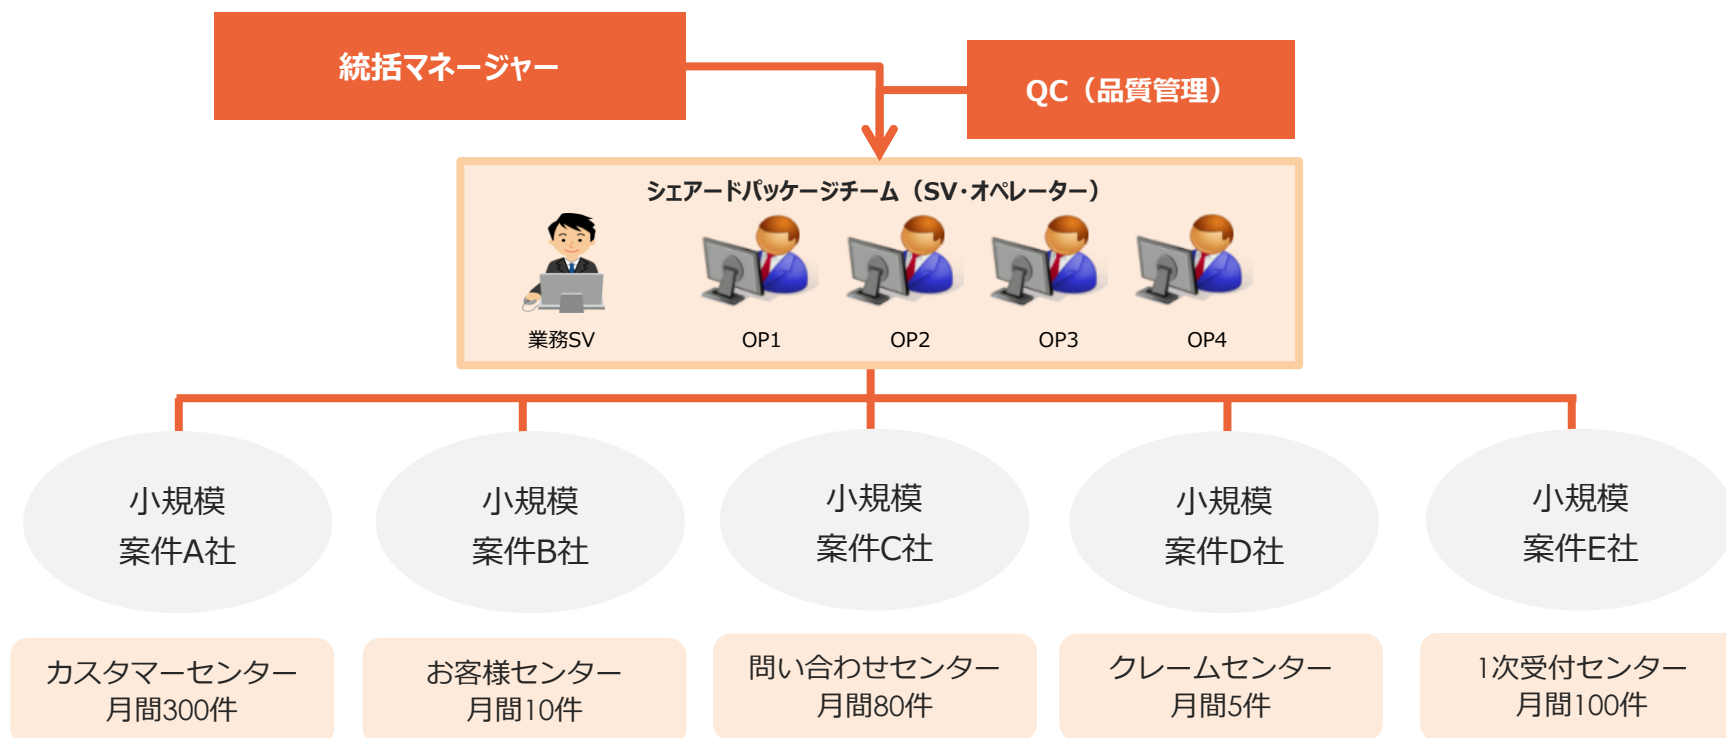 統括マネージャー
QC（品質管理）
シェアードパッケージチーム（SV・オペレーター）
業務SV
OP1
OP2
OP3
OP4
小規模
案件A社
小規模
案件B社
小規模
案件C社
小規模
案件D社
小規模
案件E社
カスタマーセンター
月間300件
お客様センター
月間10件
問い合わせセンター
月間80件
クレームセンター
月間5件
1次受付センター
月間100件